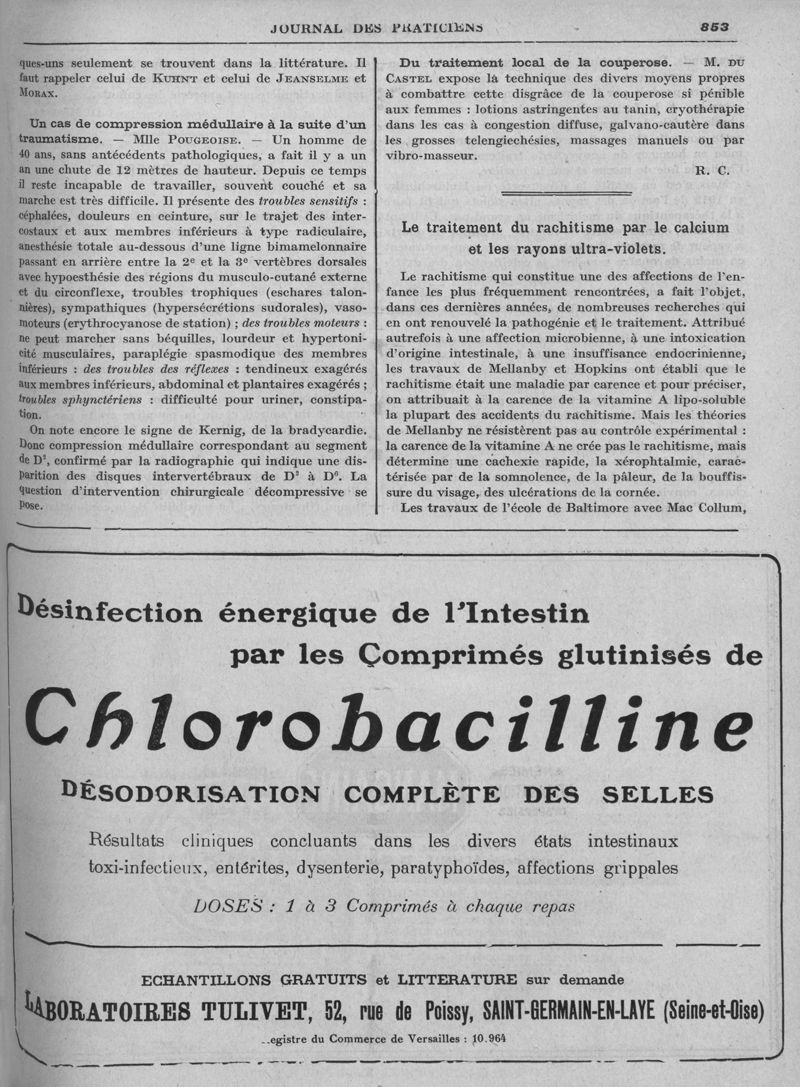 JOURNAL DES PRATICIENS 853
ques-uns seulement se trouvent dans la littérature. Il
faut rappeler celui de KUHNT et celui de JEANSELME et
MORAX.
Un cas de compression médullaire à la suite d'un
traumatisme. — Mlle POUGEOISE. — Un homme de
40 ans, sans antécédents pathologiques, a fait il y a un
an une chute de 12 mètres de hauteur. Depuis ce temps
il reste incapable de travailler, souvent couché et sa
marche est très difficile. Il présente des troubles sensitifs :
céphalées, douleurs en ceinture, sur le trajet des inter-
costaux et aux membres inférieurs à type radiculaire,
anesthésie totale au-dessous d'une ligne bimamelonnaire
passant en arrière entre la 2e et la 3e vertèbres dorsales
avec hypoesthésie des régions du musculo-cutané externe
et du circonflexe, troubles trophiques (eschares talon-
nières), sympathiques (hypersécrétions sudorales), vaso-
moteurs (erythrocyanose de station) ; des troubles moteurs :
ne peut marcher sans béquilles, lourdeur et hypertoni-
cité musculaires, paraplégie spasmodique des membres
inférieurs : des troubles des réflexes : tendineux exagérés
aux membres inférieurs, abdominal et plantaires exagérés ;
troubles sphynctériens : difficulté pour uriner, constipa-
tion.
On note encore le signe de Kernig, de la bradycardie.
Donc compression médullaire correspondant au segment
de D², confirmé par la radiographie qui indique une dis-
parition des disques intervertébraux de D² à D⁶. La
question d'intervention chirurgicale décompressive se
pose.
Du traitement local de la couperose. — M. DU
CASTEL expose la technique des divers moyens propres
à combattre cette disgrâce de la couperose si pénible
aux femmes : lotions astringentes au tanin, cryothérapie
dans les cas à congestion diffuse, galvano-cautère dans
les grosses telengiechésies, massages manuels ou par
vibro-masseur.
R. C.
Le traitement du rachitisme par le calcium
et les rayons ultra-violets.
Le rachitisme qui constitue une des affections de l'en-
fance les plus fréquemment rencontrées, a fait l'objet,
dans ces dernières années, de nombreuses recherches qui
en ont renouvelé la pathogénie et le traitement. Attribué
autrefois à une affection microbienne, à une intoxication
d'origine intestinale, à une insuffisance endocrinienne,
les travaux de Mellanby et Hopkins ont établi que le
rachitisme était une maladie par carence et pour préciser,
on attribuait à la carence de la vitamine A lipo-soluble
la plupart des accidents du rachitisme. Mais les théories
de Mellanby ne résistèrent pas au contrôle expérimental :
la carence de la vitamine A ne crée pas le rachitisme, mais
détermine une cachexie rapide, la xérophtalmie, carac-
térisée par de la somnolence, de la pâleur, de la bouffis-
sure du visage, des ulcérations de la cornée.
Les travaux de l'école de Baltimore avec Mac Collum,
Désinfection énergique de l'Intestin
par les Çomprimés glutinisés de
Chlorobacilline
DÉSODORISATION COMPLÈTE DES SELLES
Résultats cliniques concluants dans les divers états intestinaux
toxi-infectieux, entérites, dysenterie, paratyphoïdes, affections grippales
DOSES : 1 à 3 Comprimés à chaque repas
ECHANTILLONS GRATUITS et LITTERATURE sur demande
LABORATOIRES TULIVET, 52, rue de Poissy, SAINT-GERMAIN-EN-LAYE (Seine-et-Oise)
egistre du Commerce de Versailles : 10.964